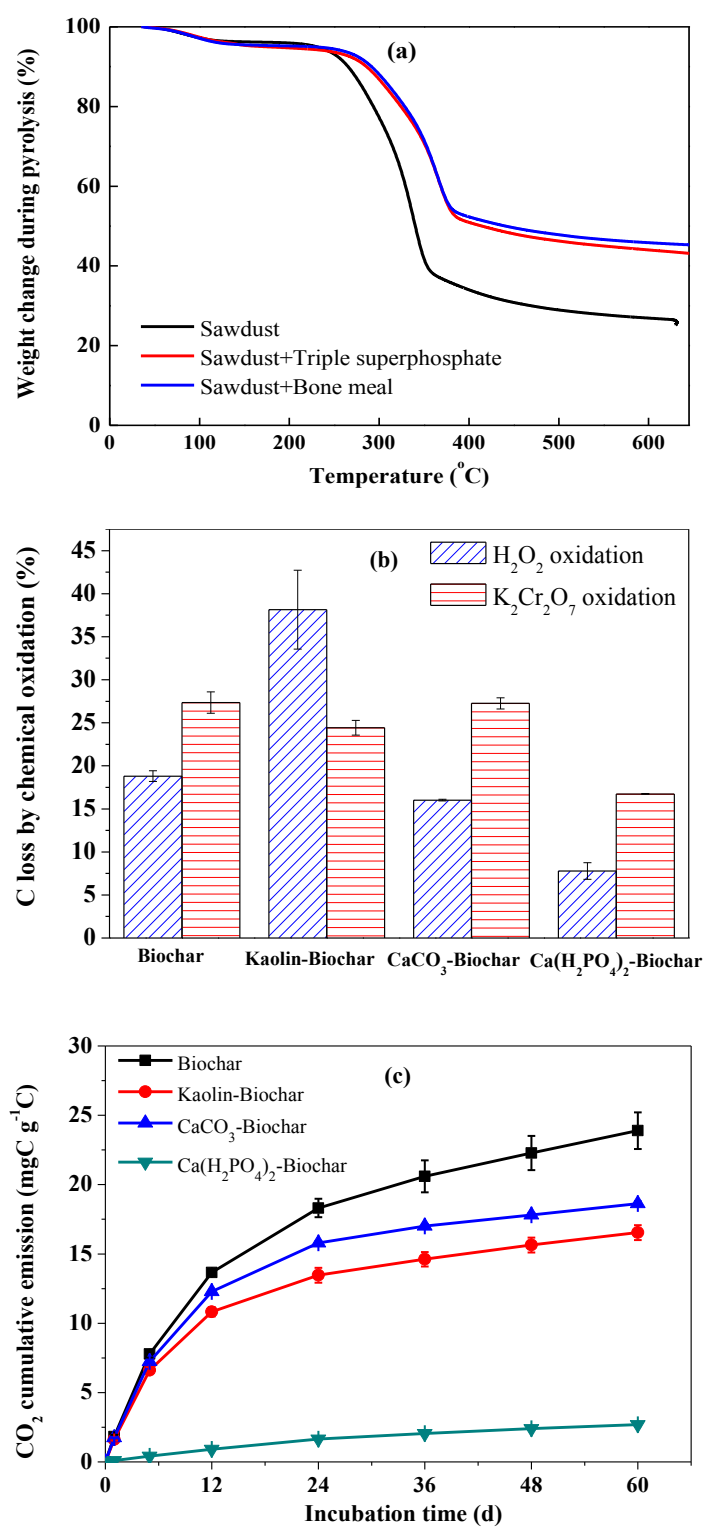 (a)
Weight change during pyrolysis (%)
100
80
60
40
20
0
Sawdust
Sawdust+Triple superphosphate
Sawdust+Bone meal
0 100 200 300 400 500 600
Temperature (°C)
(b)
C loss by chemical oxidation (%)
45
40
35
30
25
20
15
10
5
0
H₂O₂ oxidation
K₂Cr₂O₇ oxidation
Biochar Kaolin-Biochar CaCO₃-Biochar Ca(H₂PO₄)₂-Biochar
(c)
CO₂ cumulative emission (mgC g⁻¹C)
30
25
20
15
10
5
0
Biochar
Kaolin-Biochar
CaCO₃-Biochar
Ca(H₂PO₄)₂-Biochar
0 12 24 36 48 60
Incubation time (d)